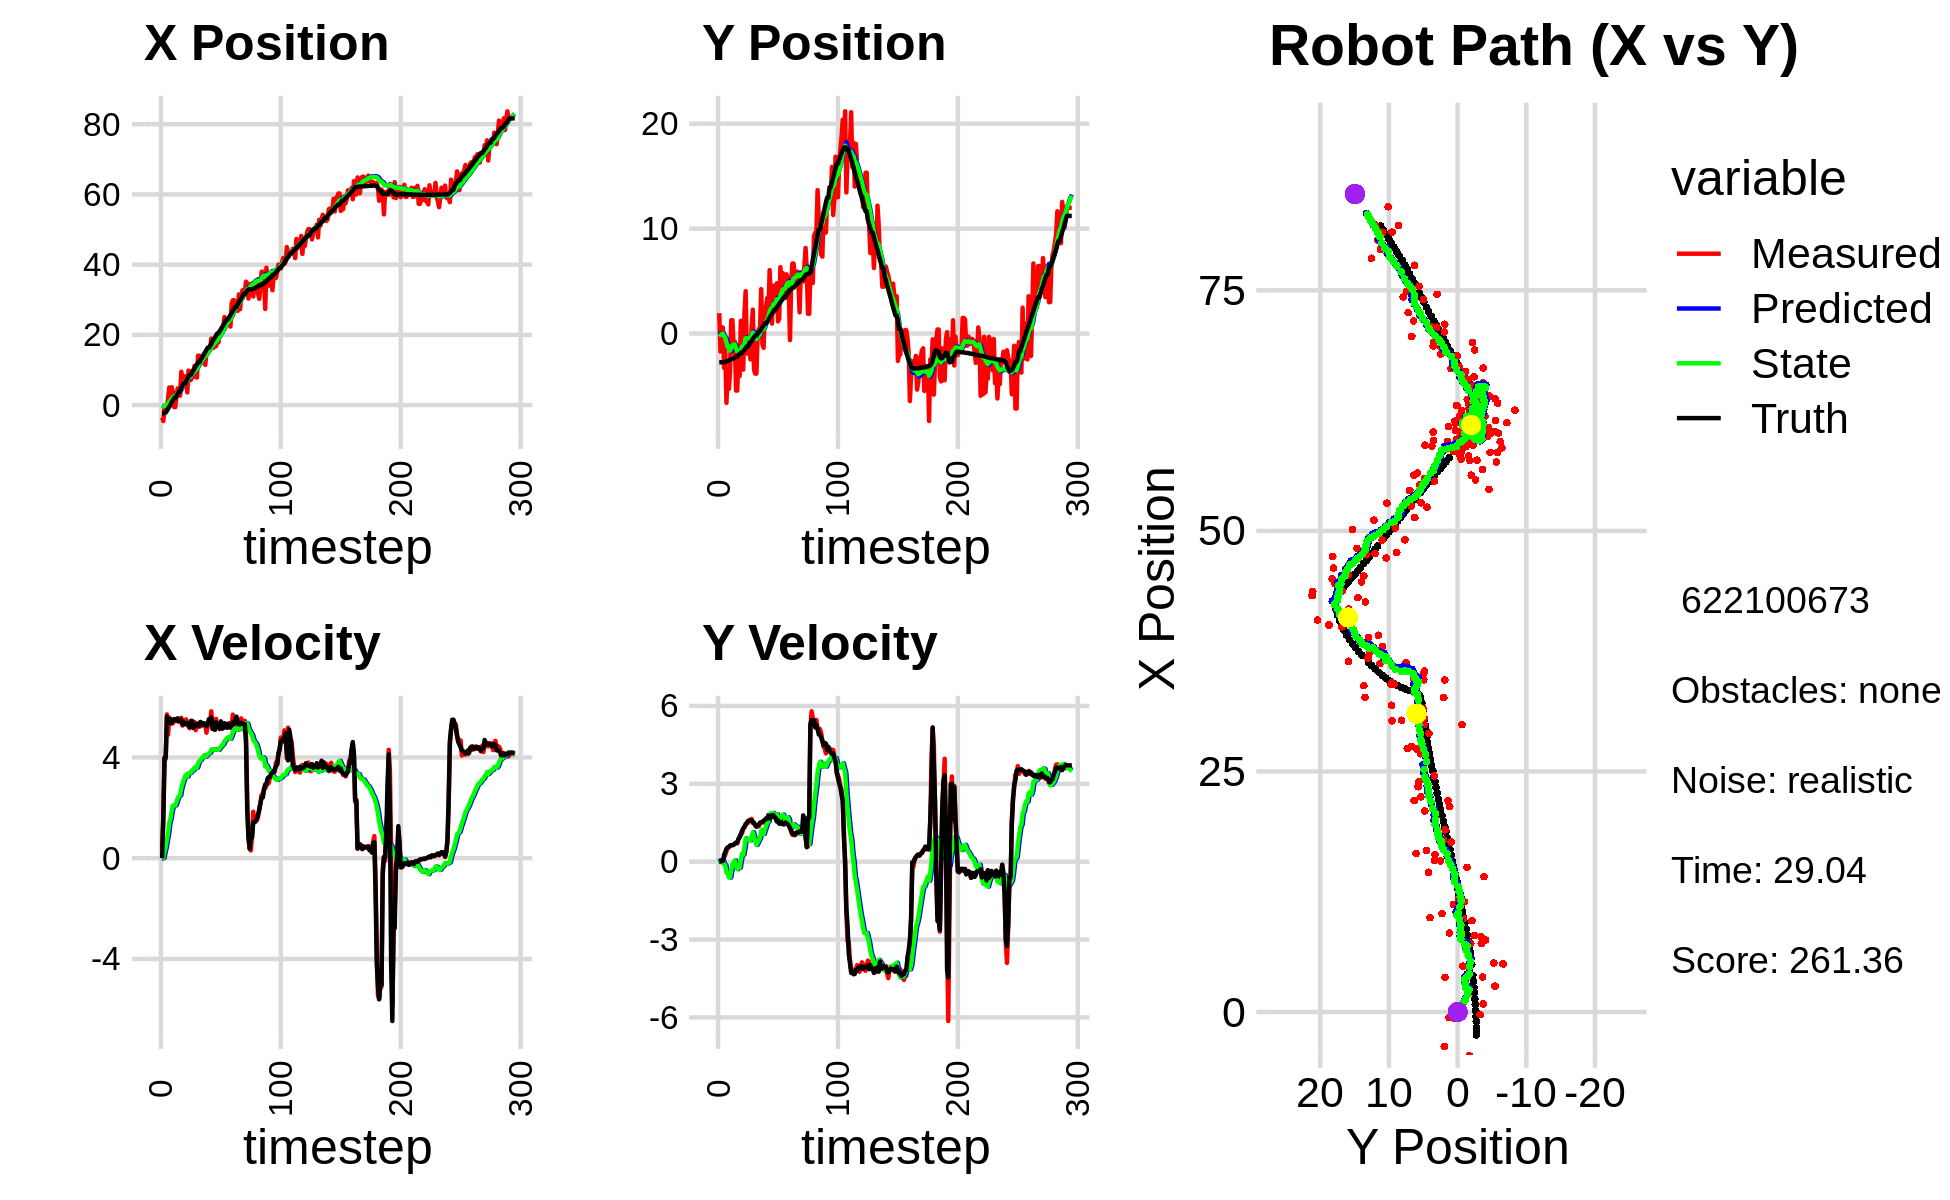 X Position
80
60
40
20
0
0
100
200
300
timestep
Y Position
20
10
0
0
100
200
300
timestep
X Velocity
4
0
-4
0
100
200
300
timestep
Y Velocity
6
3
0
-3
-6
0
100
200
300
timestep
Robot Path (X vs Y)
X Position
75
50
25
0
20 10 0 -10 -20
Y Position
variable
Measured
Predicted
State
Truth
622100673
Obstacles: none
Noise: realistic
Time: 29.04
Score: 261.36